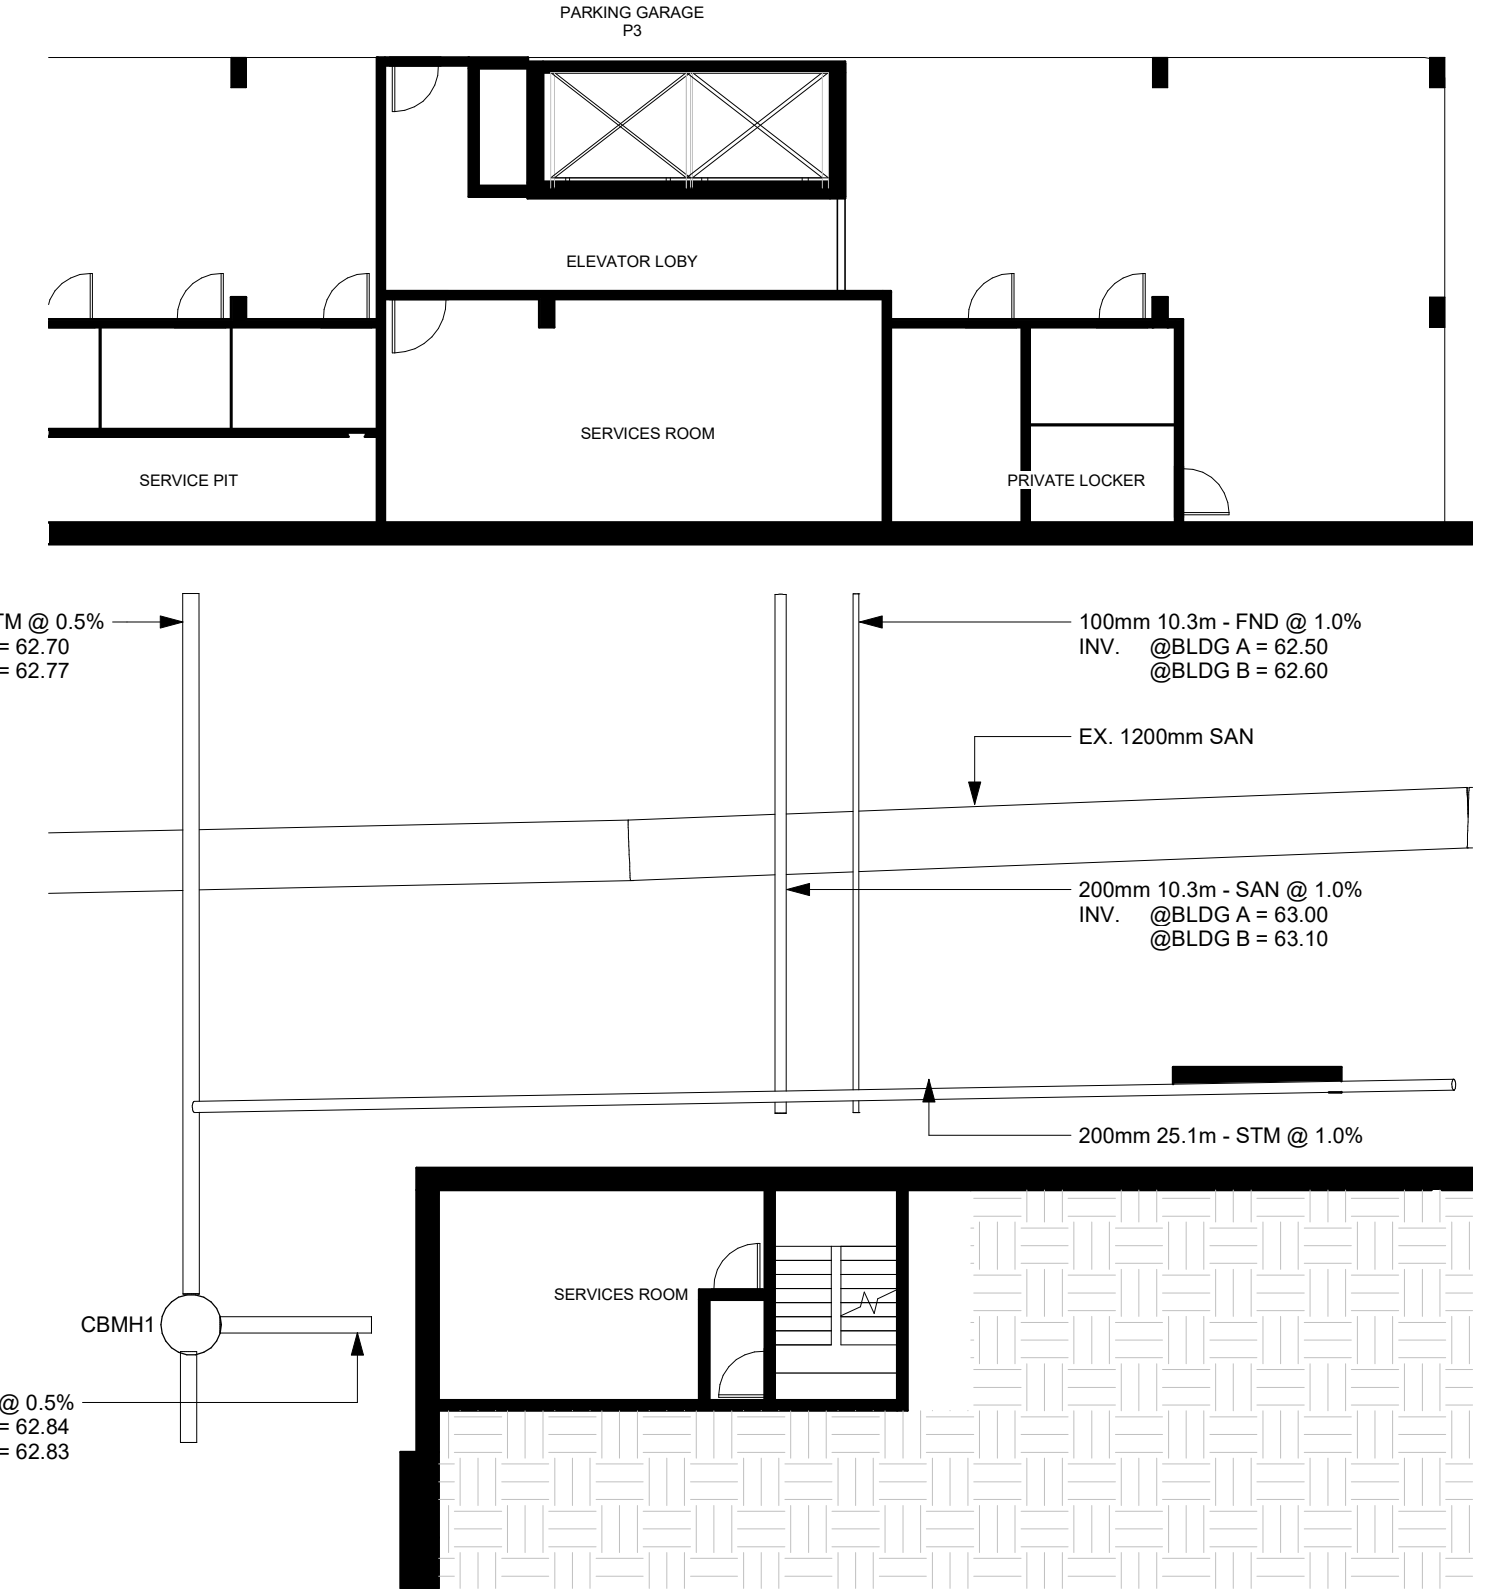 PARKING GARAGE
P3
ELEVATOR LOBY
SERVICES ROOM
SERVICE PIT
PRIVATE LOCKER
TM @ 0.5%
= 62.70
= 62.77
100mm 10.3m - FND @ 1.0%
INV. @BLDG A = 62.50
@BLDG B = 62.60
EX. 1200mm SAN
200mm 10.3m - SAN @ 1.0%
INV. @BLDG A = 63.00
@BLDG B = 63.10
200mm 25.1m - STM @ 1.0%
SERVICES ROOM
CBMH1
@ 0.5%
= 62.84
= 62.83